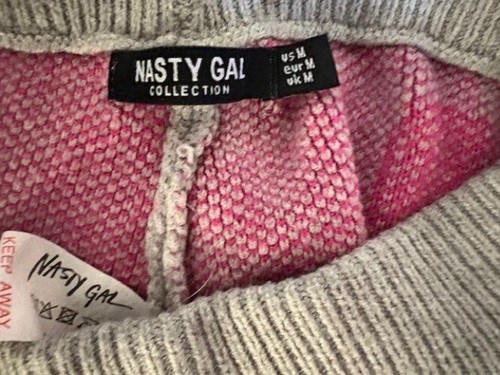 NASTY GAL
COLLECTION
US M
eur M
UK M
KEEP AWAY
NASTY GAL